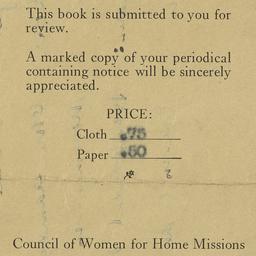 This book is submitted to you for
review.
A marked copy of your periodical
containing notice will be sincerely
appreciated.
PRICE:
Cloth .75
Paper .50
Council of Women for Home Missions